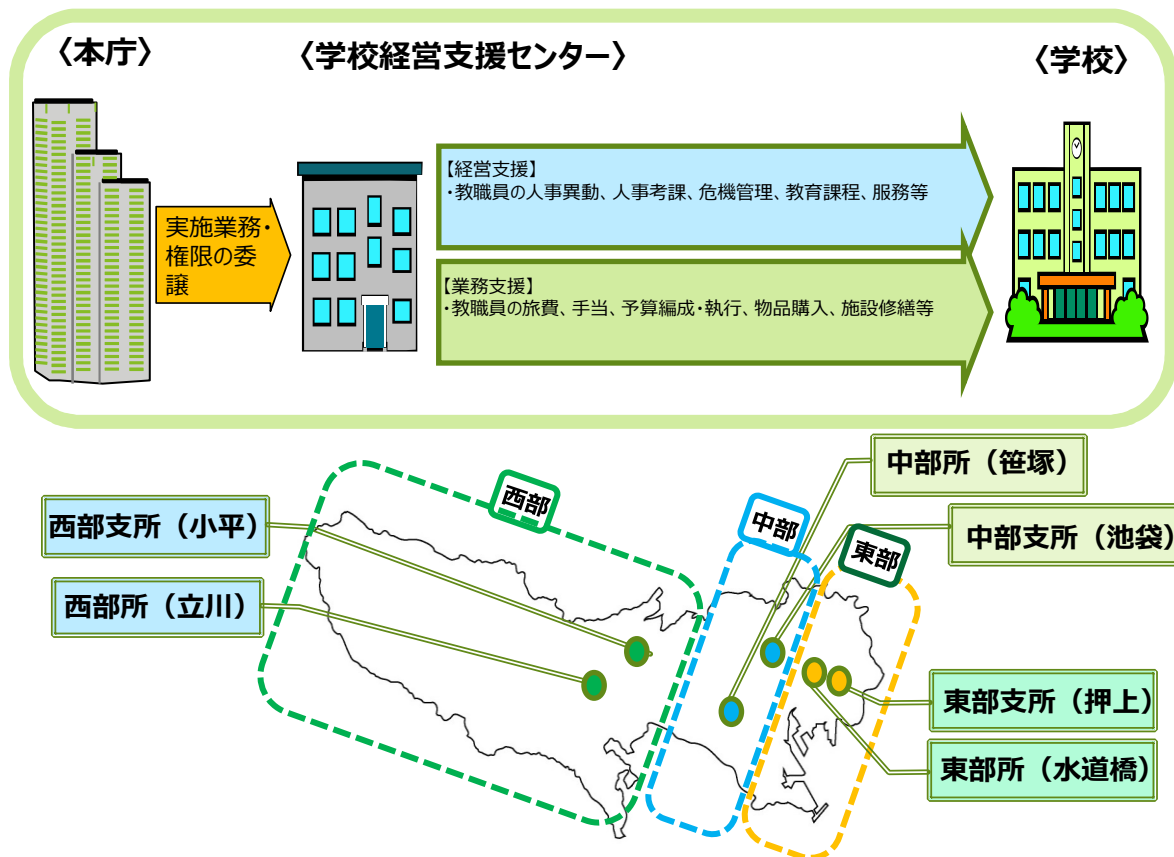 〈本庁〉
〈学校経営支援センター〉
〈学校〉
実施業務・
権限の委
譲
【経営支援】
・教職員の人事異動、人事考課、危機管理、教育課程、服務等
【業務支援】
・教職員の旅費、手当、予算編成・執行、物品購入、施設修繕等
中部所（笹塚）
西部
西部支所（小平）
中部
中部支所（池袋）
東部
西部所（立川）
東部支所（押上）
東部所（水道橋）